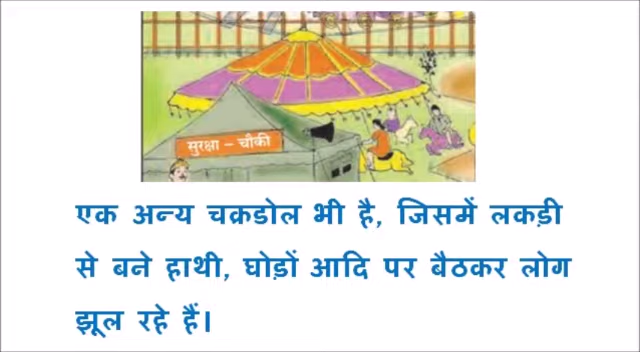 सुरक्षा - चौकी
एक अन्य चक्रडोल भी है, जिसमें लकड़ी
से बने हाथी, घोड़ों आदि पर बैठकर लोग
झूल रहे हैं।